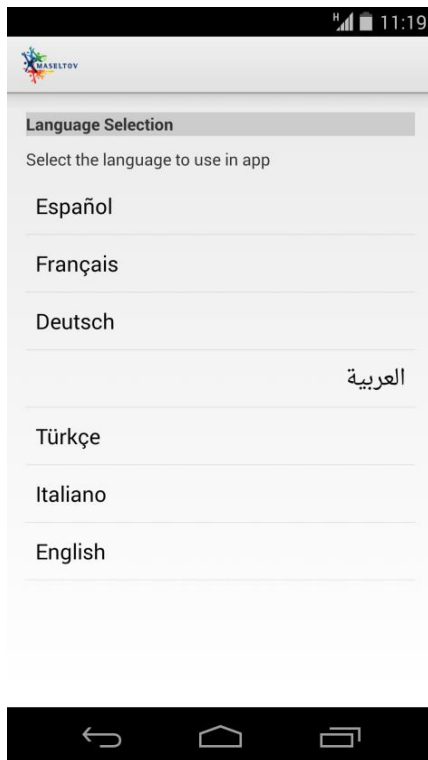 H 11:19
MASELTOV
Language Selection
Select the language to use in app
Español
Français
Deutsch
العربية
Türkçe
Italiano
English